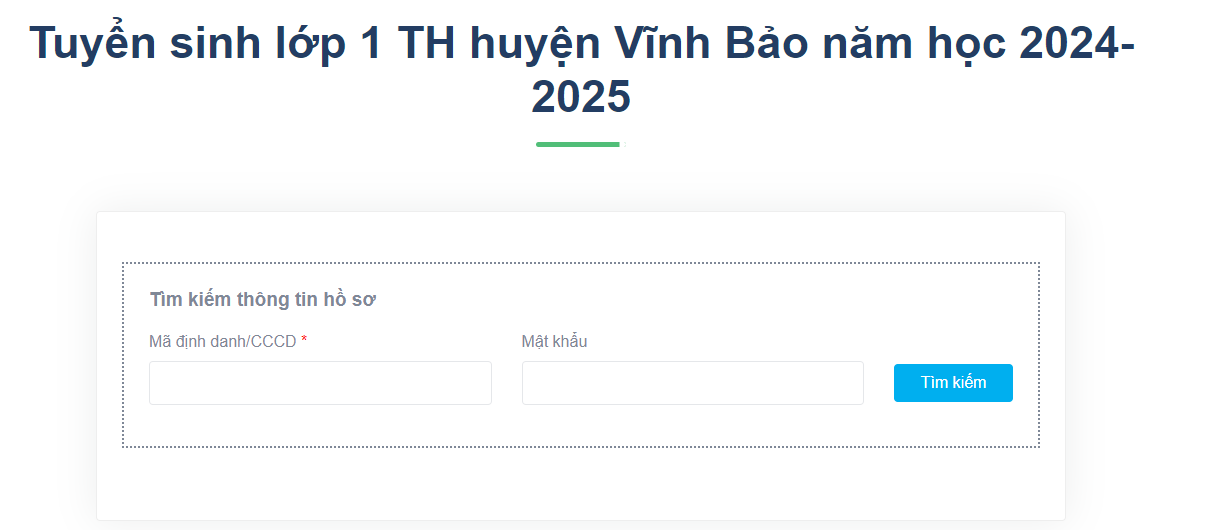 Tuyển sinh lớp 1 TH huyện Vĩnh Bảo năm học 2024-
2025
Tìm kiếm thông tin hồ sơ
Mã định danh/CCCD *
Mật khẩu
Tìm kiếm